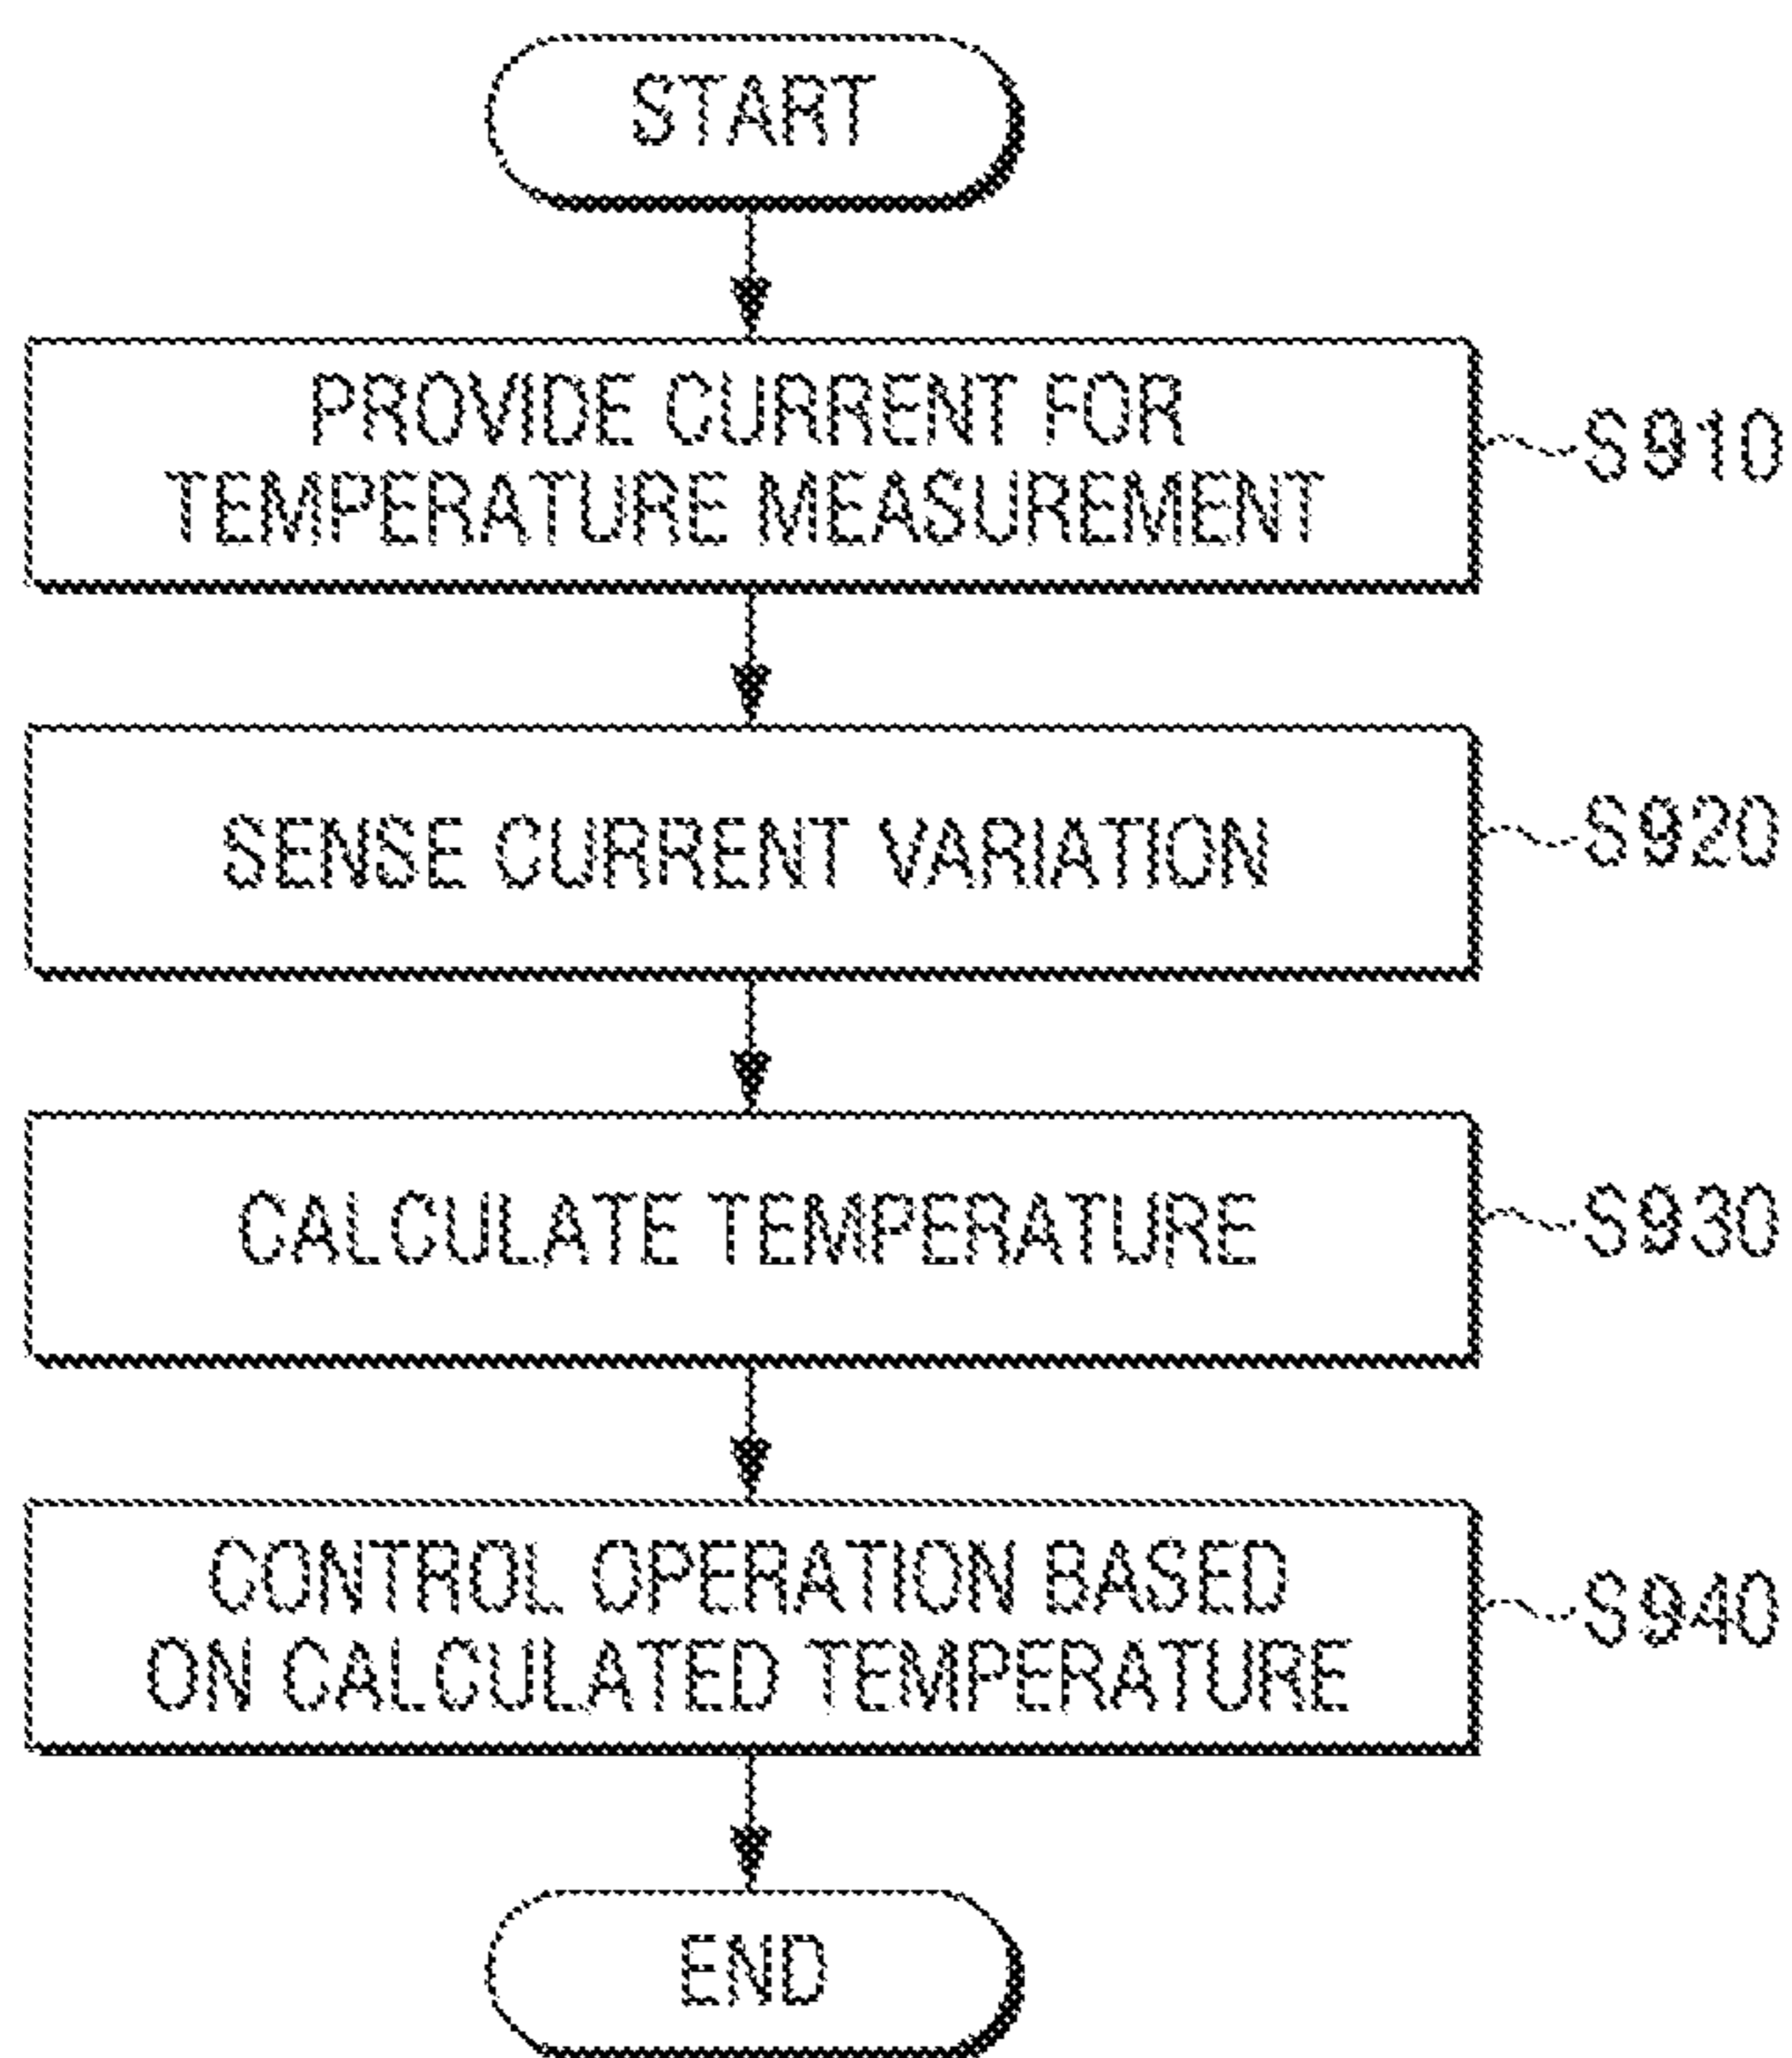 START
PROVIDE CURRENT FOR
TEMPERATURE MEASUREMENT
S910
SENSE CURRENT VARIATION
S920
CALCULATE TEMPERATURE
S930
CONTROL OPERATION BASED
ON CALCULATED TEMPERATURE
S940
END